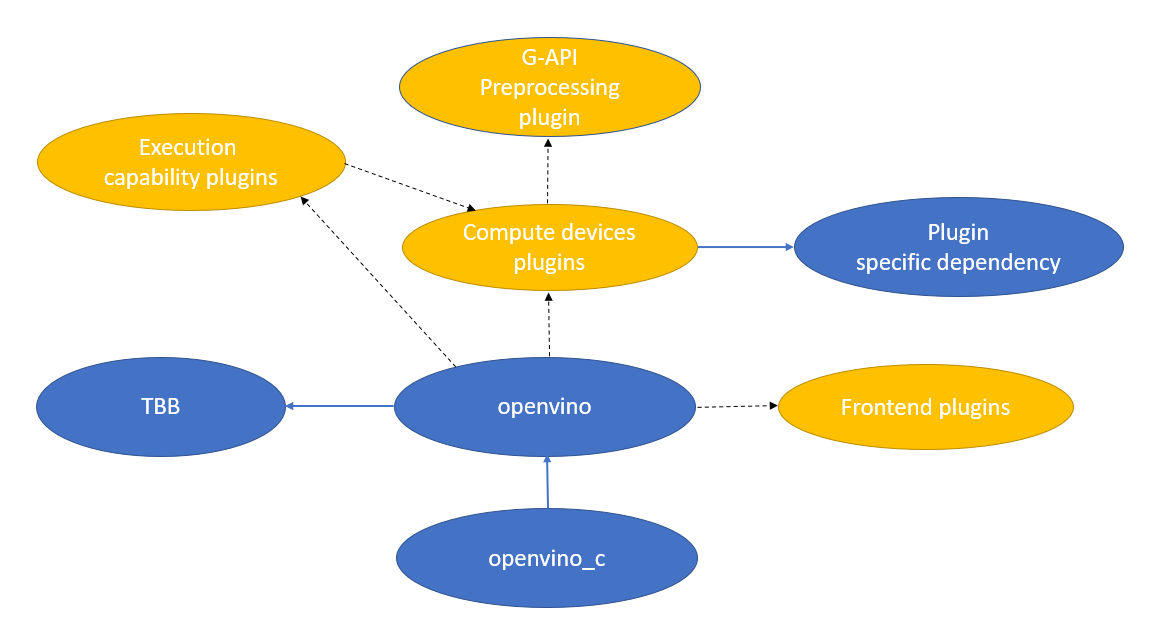 G-API
Preprocessing
plugin
Execution
capability plugins
Compute devices
plugins
Plugin
specific dependency
TBB
openvino
Frontend plugins
openvino_c